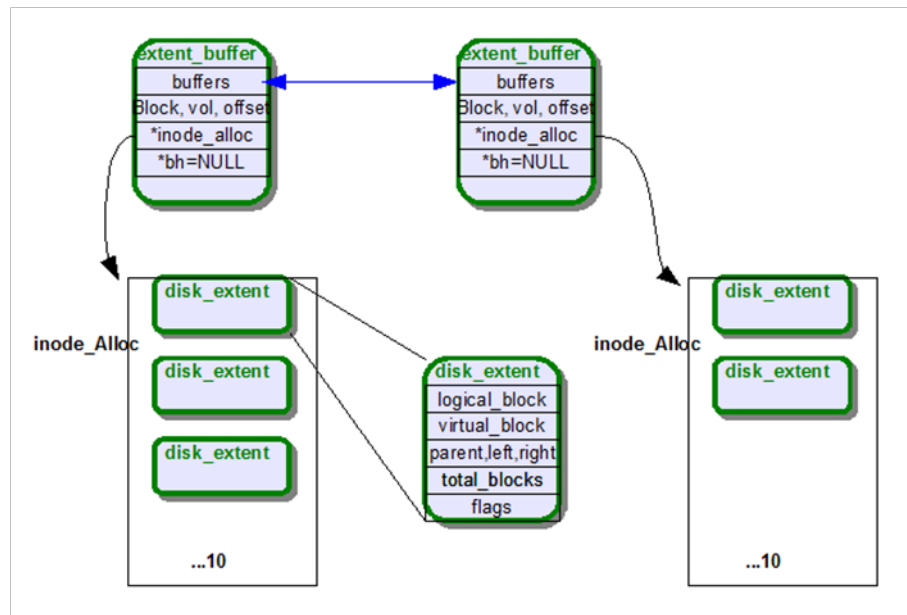 extent_buffer
buffers
Block, vol, offset
*inode_alloc
*bh=NULL
extent_buffer
buffers
Block, vol, offset
*inode_alloc
*bh=NULL
inode_Alloc
disk_extent
disk_extent
disk_extent
...10
disk_extent
logical_block
virtual_block
parent,left,right
total_blocks
flags
inode_Alloc
disk_extent
disk_extent
...10